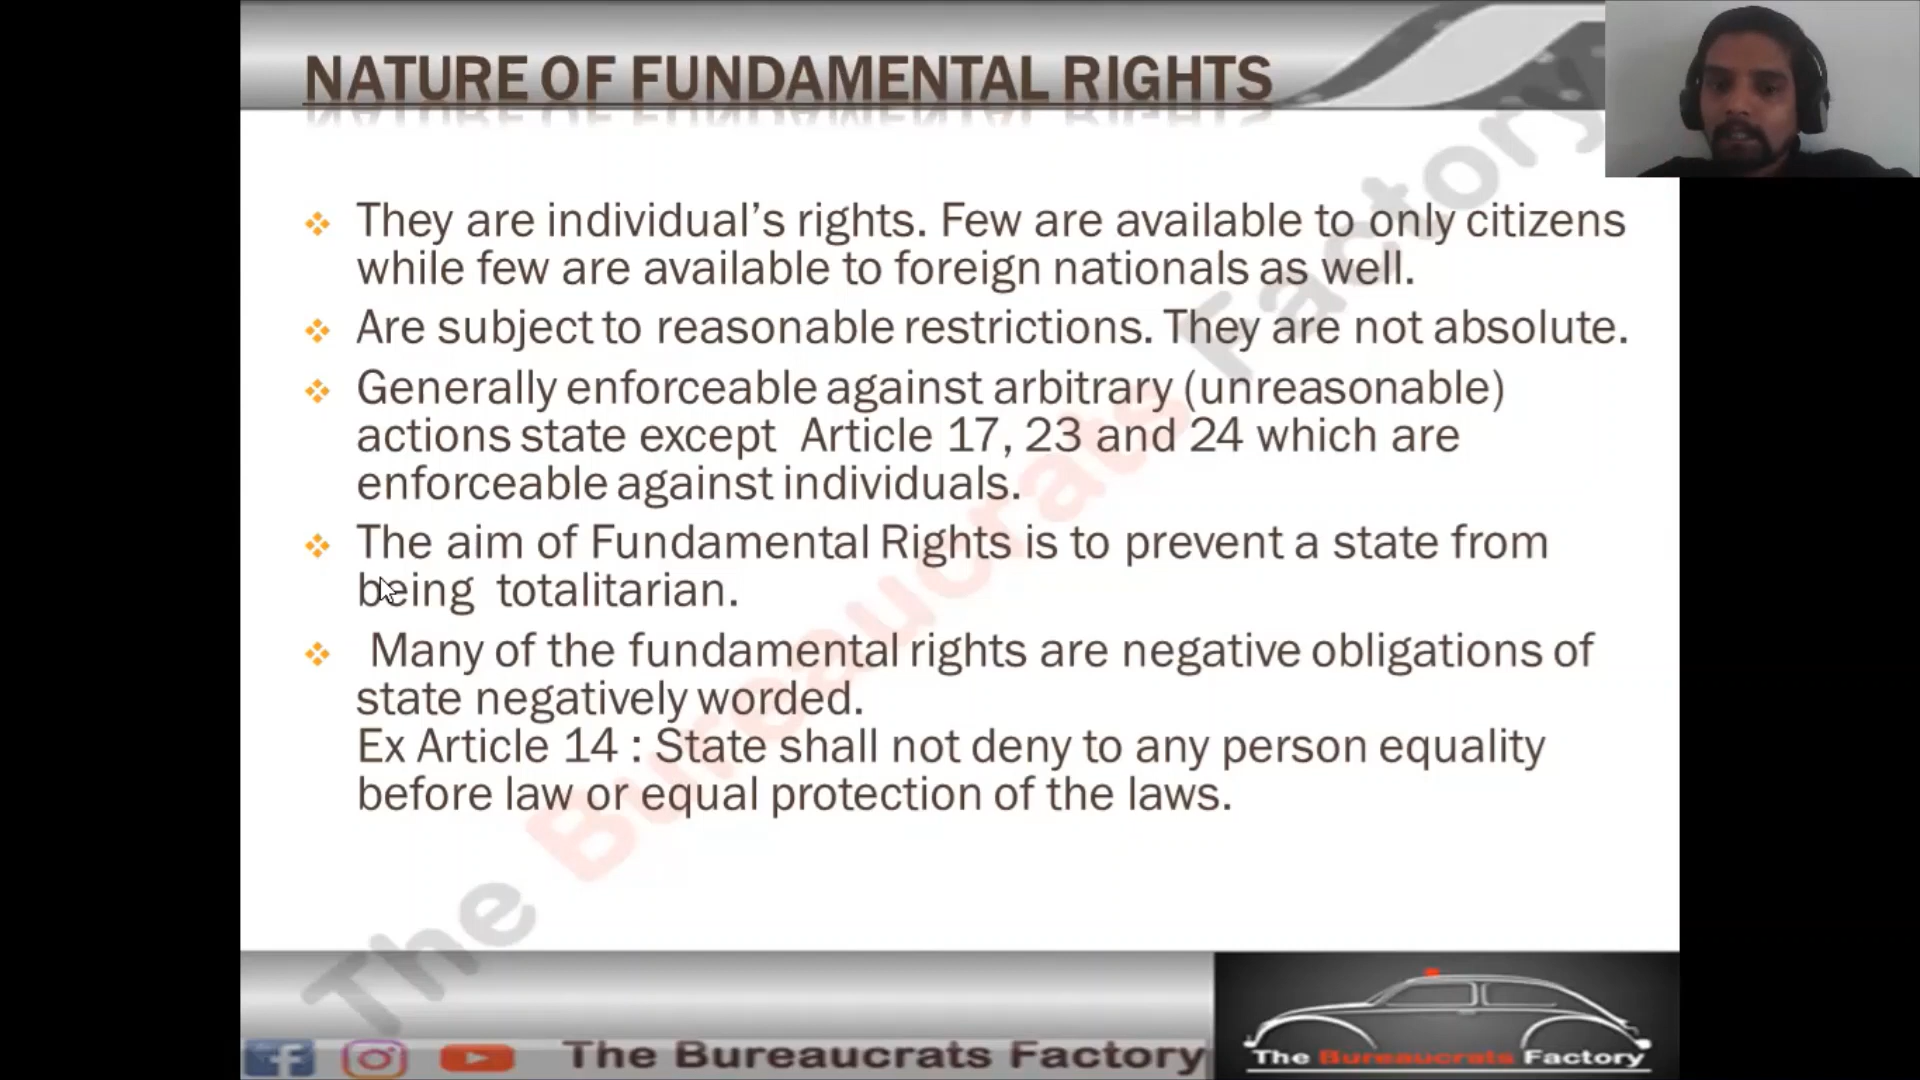 NATURE OF FUNDAMENTAL RIGHTS
They are individual’s rights. Few are available to only citizens
while few are available to foreign nationals as well.
Are subject to reasonable restrictions. They are not absolute.
Generally enforceable against arbitrary (unreasonable)
actions state except Article 17, 23 and 24 which are
enforceable against individuals.
The aim of Fundamental Rights is to prevent a state from
being totalitarian.
Many of the fundamental rights are negative obligations of
state negatively worded.
Ex Article 14 : State shall not deny to any person equality
before law or equal protection of the laws.
The Bureaucrats Factory
The Bureaucrats Factory
The Bureaucrats Factory